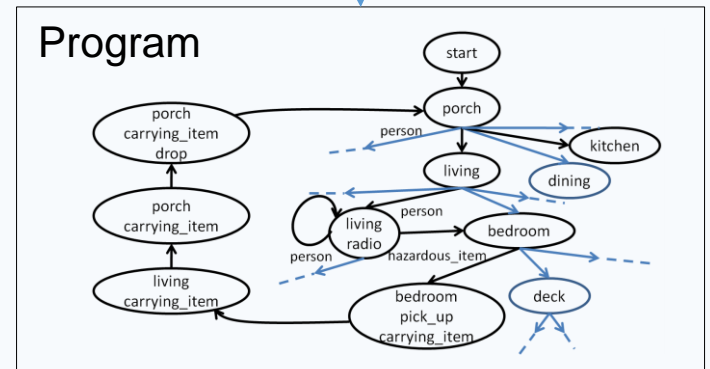 Program
start
porch
carrying_item
drop
porch
person
kitchen
living
dining
porch
carrying_item
person
living
radio
bedroom
person
hazardous_item
living
carrying_item
bedroom
pick_up
carrying_item
deck